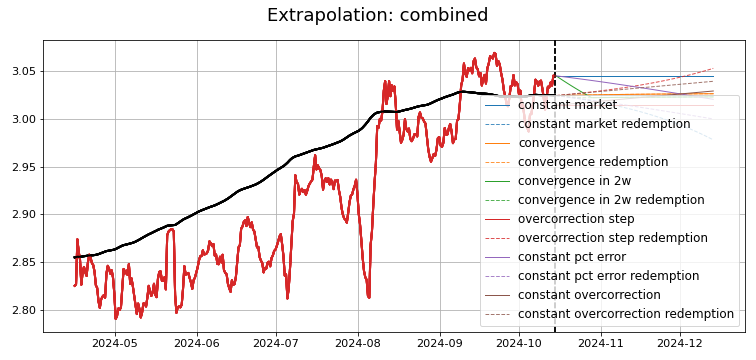 Extrapolation: combined
3.05
3.00
2.95
2.90
2.85
2.80
constant market
constant market redemption
convergence
convergence redemption
convergence in 2w
convergence in 2w redemption
overcorrection step
overcorrection step redemption
constant pct error
constant pct error redemption
constant overcorrection
constant overcorrection redemption
2024-05 2024-06 2024-07 2024-08 2024-09 2024-10 2024-11 2024-12